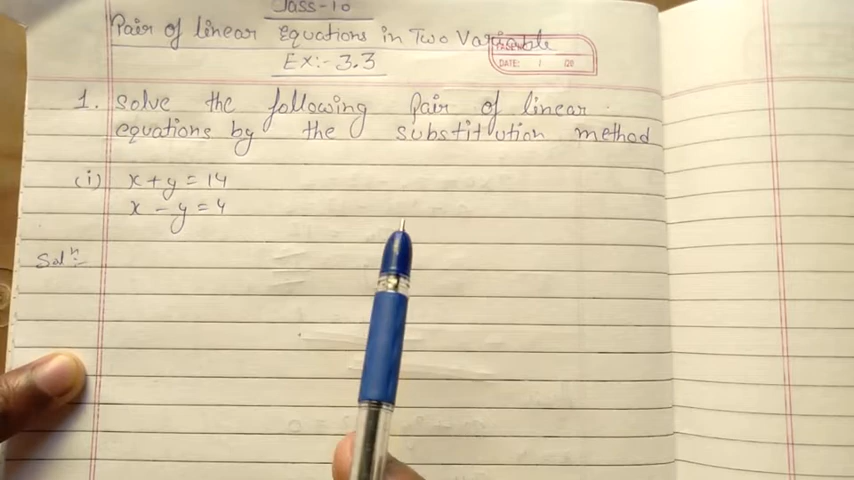 Class-10
Pair of linear Equations in Two Variable
Ex:- 3.3
DATE: / /20
1. Solve the following Pair of linear
equations by the substitution method
(i) x + y = 14
x - y = 4
Solⁿ